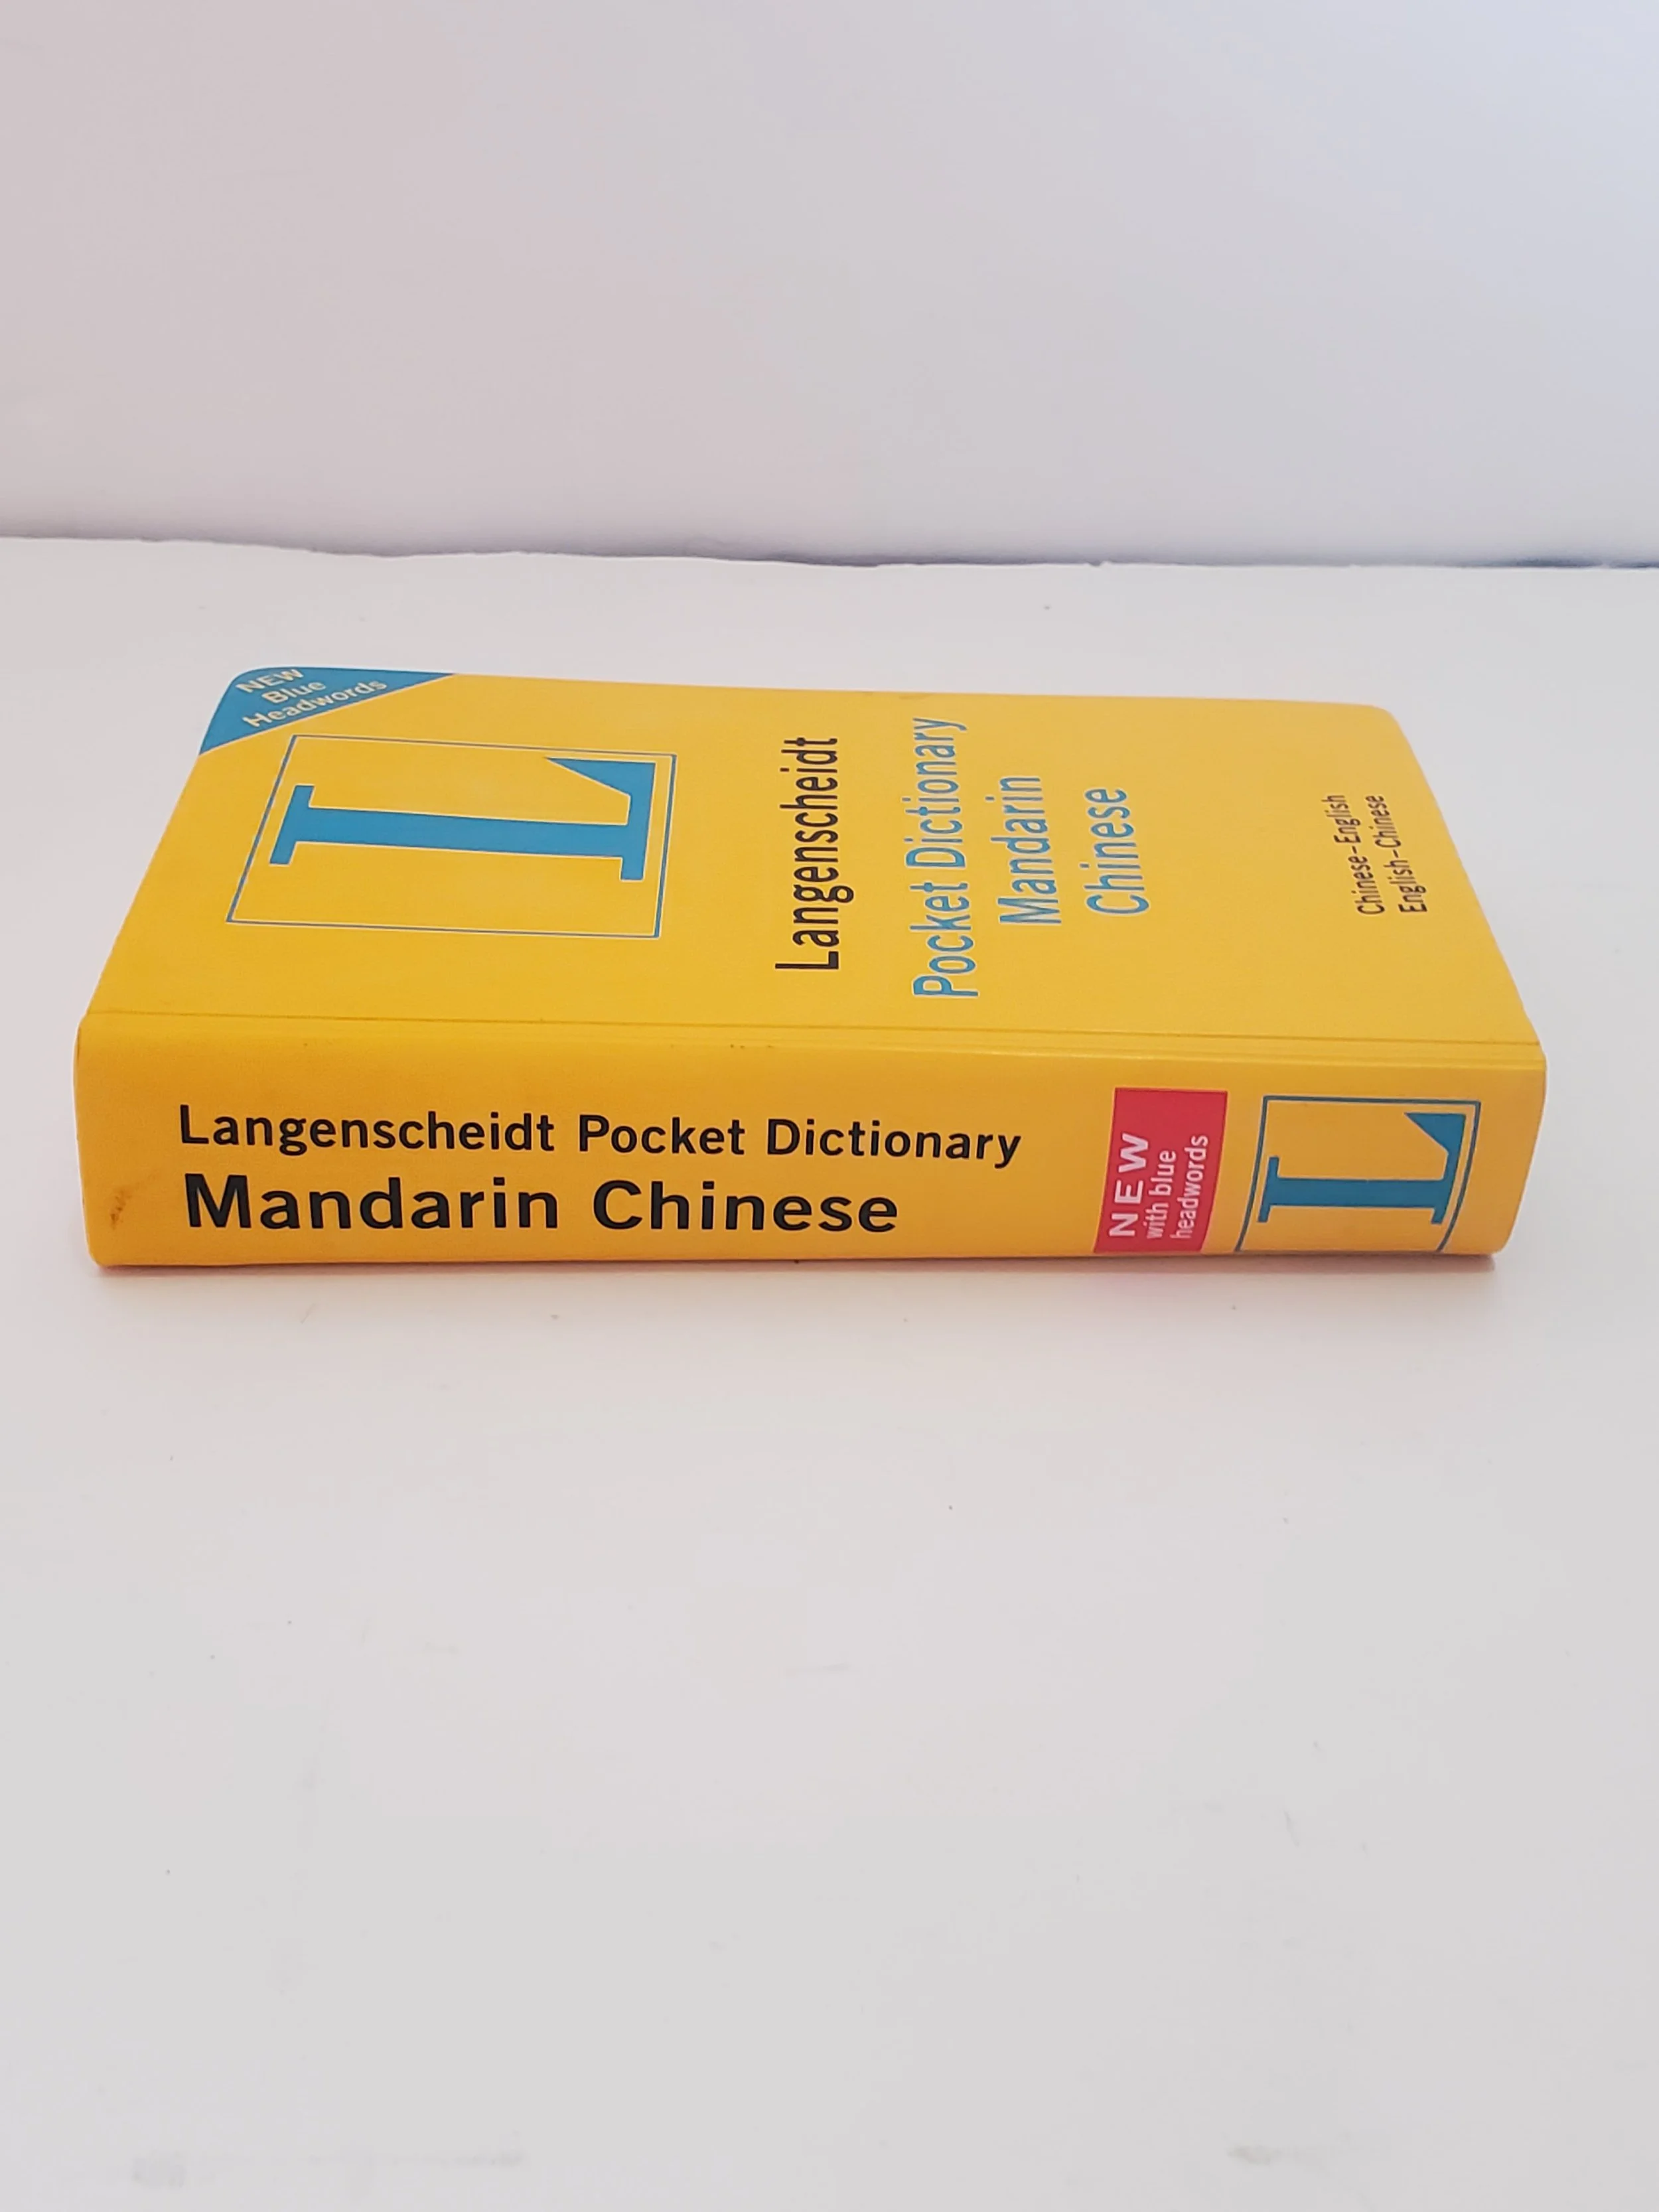 NEW
Blue
Headwords
L
Langenscheidt
Pocket Dictionary
Mandarin
Chinese
Chinese–English
English–Chinese
Langenscheidt Pocket Dictionary
Mandarin Chinese
NEW
with blue
headwords
L